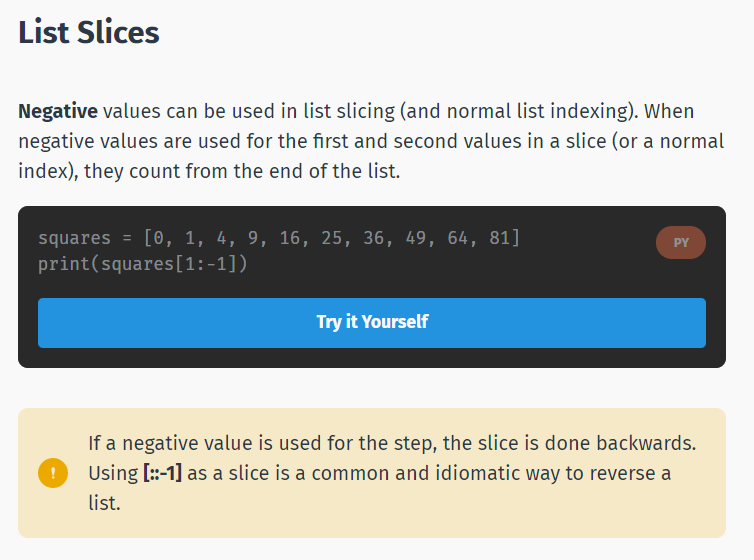 List Slices
Negative values can be used in list slicing (and normal list indexing). When
negative values are used for the first and second values in a slice (or a normal
index), they count from the end of the list.
squares = [0, 1, 4, 9, 16, 25, 36, 49, 64, 81]
PY
print(squares[1:-1])
Try it Yourself
If a negative value is used for the step, the slice is done backwards.
Using [::-1] as a slice is a common and idiomatic way to reverse a
list.